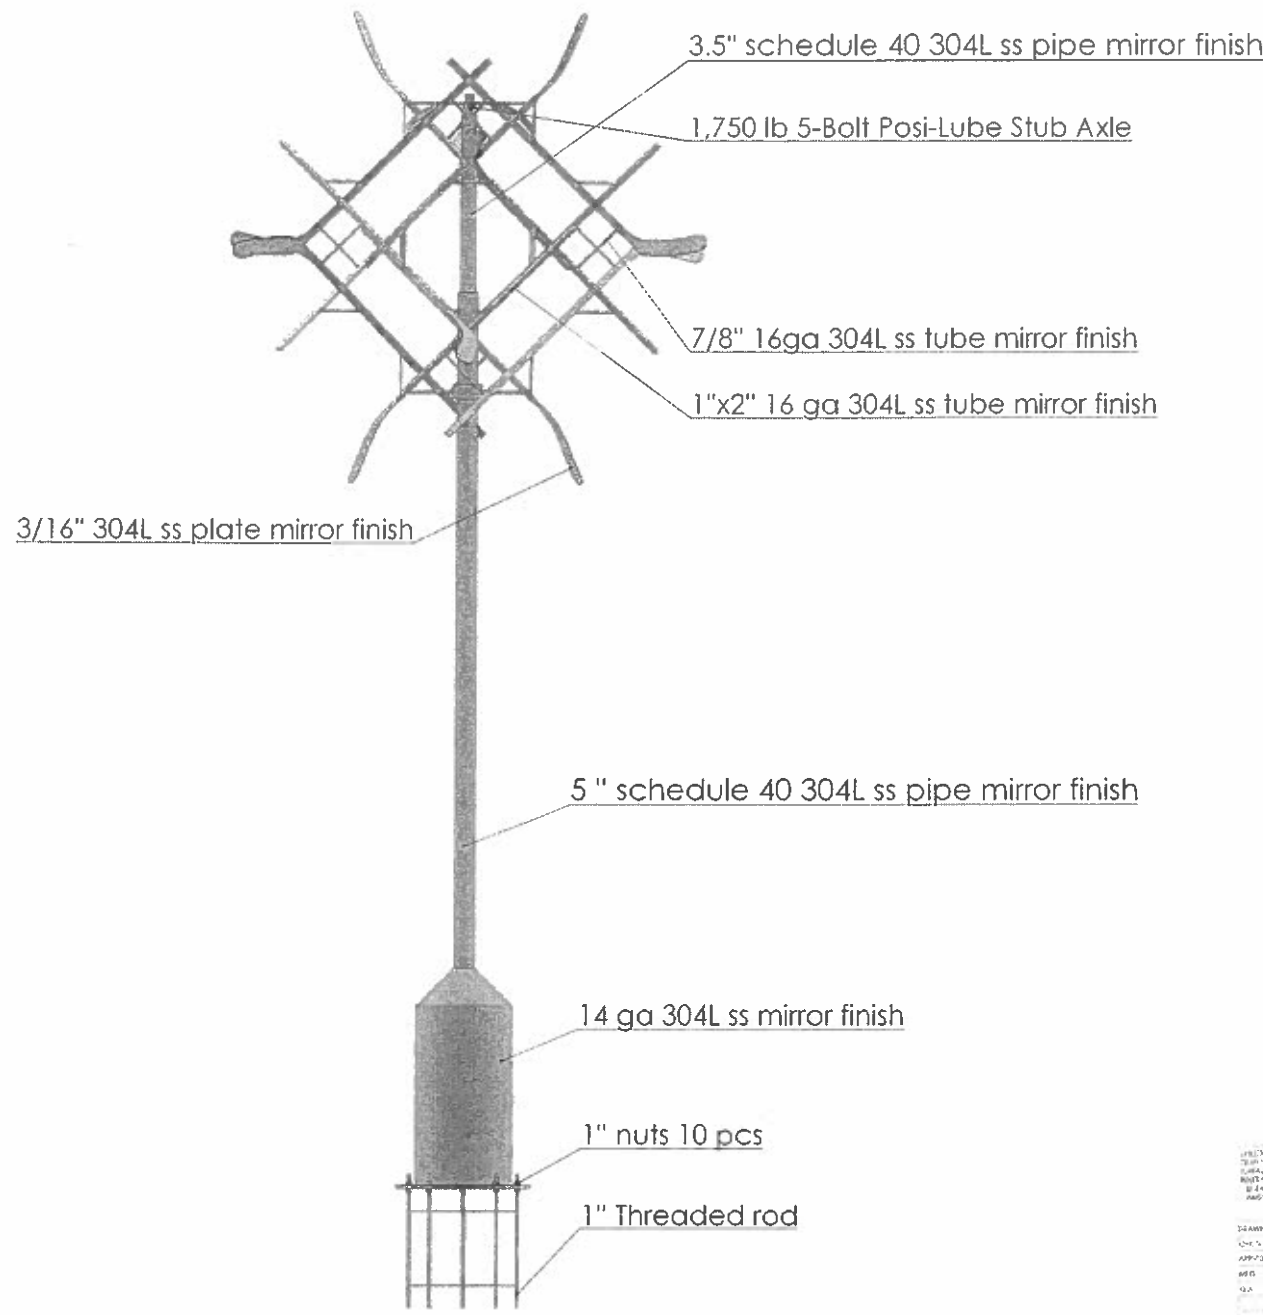 3.5" schedule 40 304L ss pipe mirror finish
1,750 lb 5-Bolt Posi-Lube Stub Axle
7/8" 16ga 304L ss tube mirror finish
1"x2" 16 ga 304L ss tube mirror finish
3/16" 304L ss plate mirror finish
5 " schedule 40 304L ss pipe mirror finish
14 ga 304L ss mirror finish
1" nuts 10 pcs
1" Threaded rod